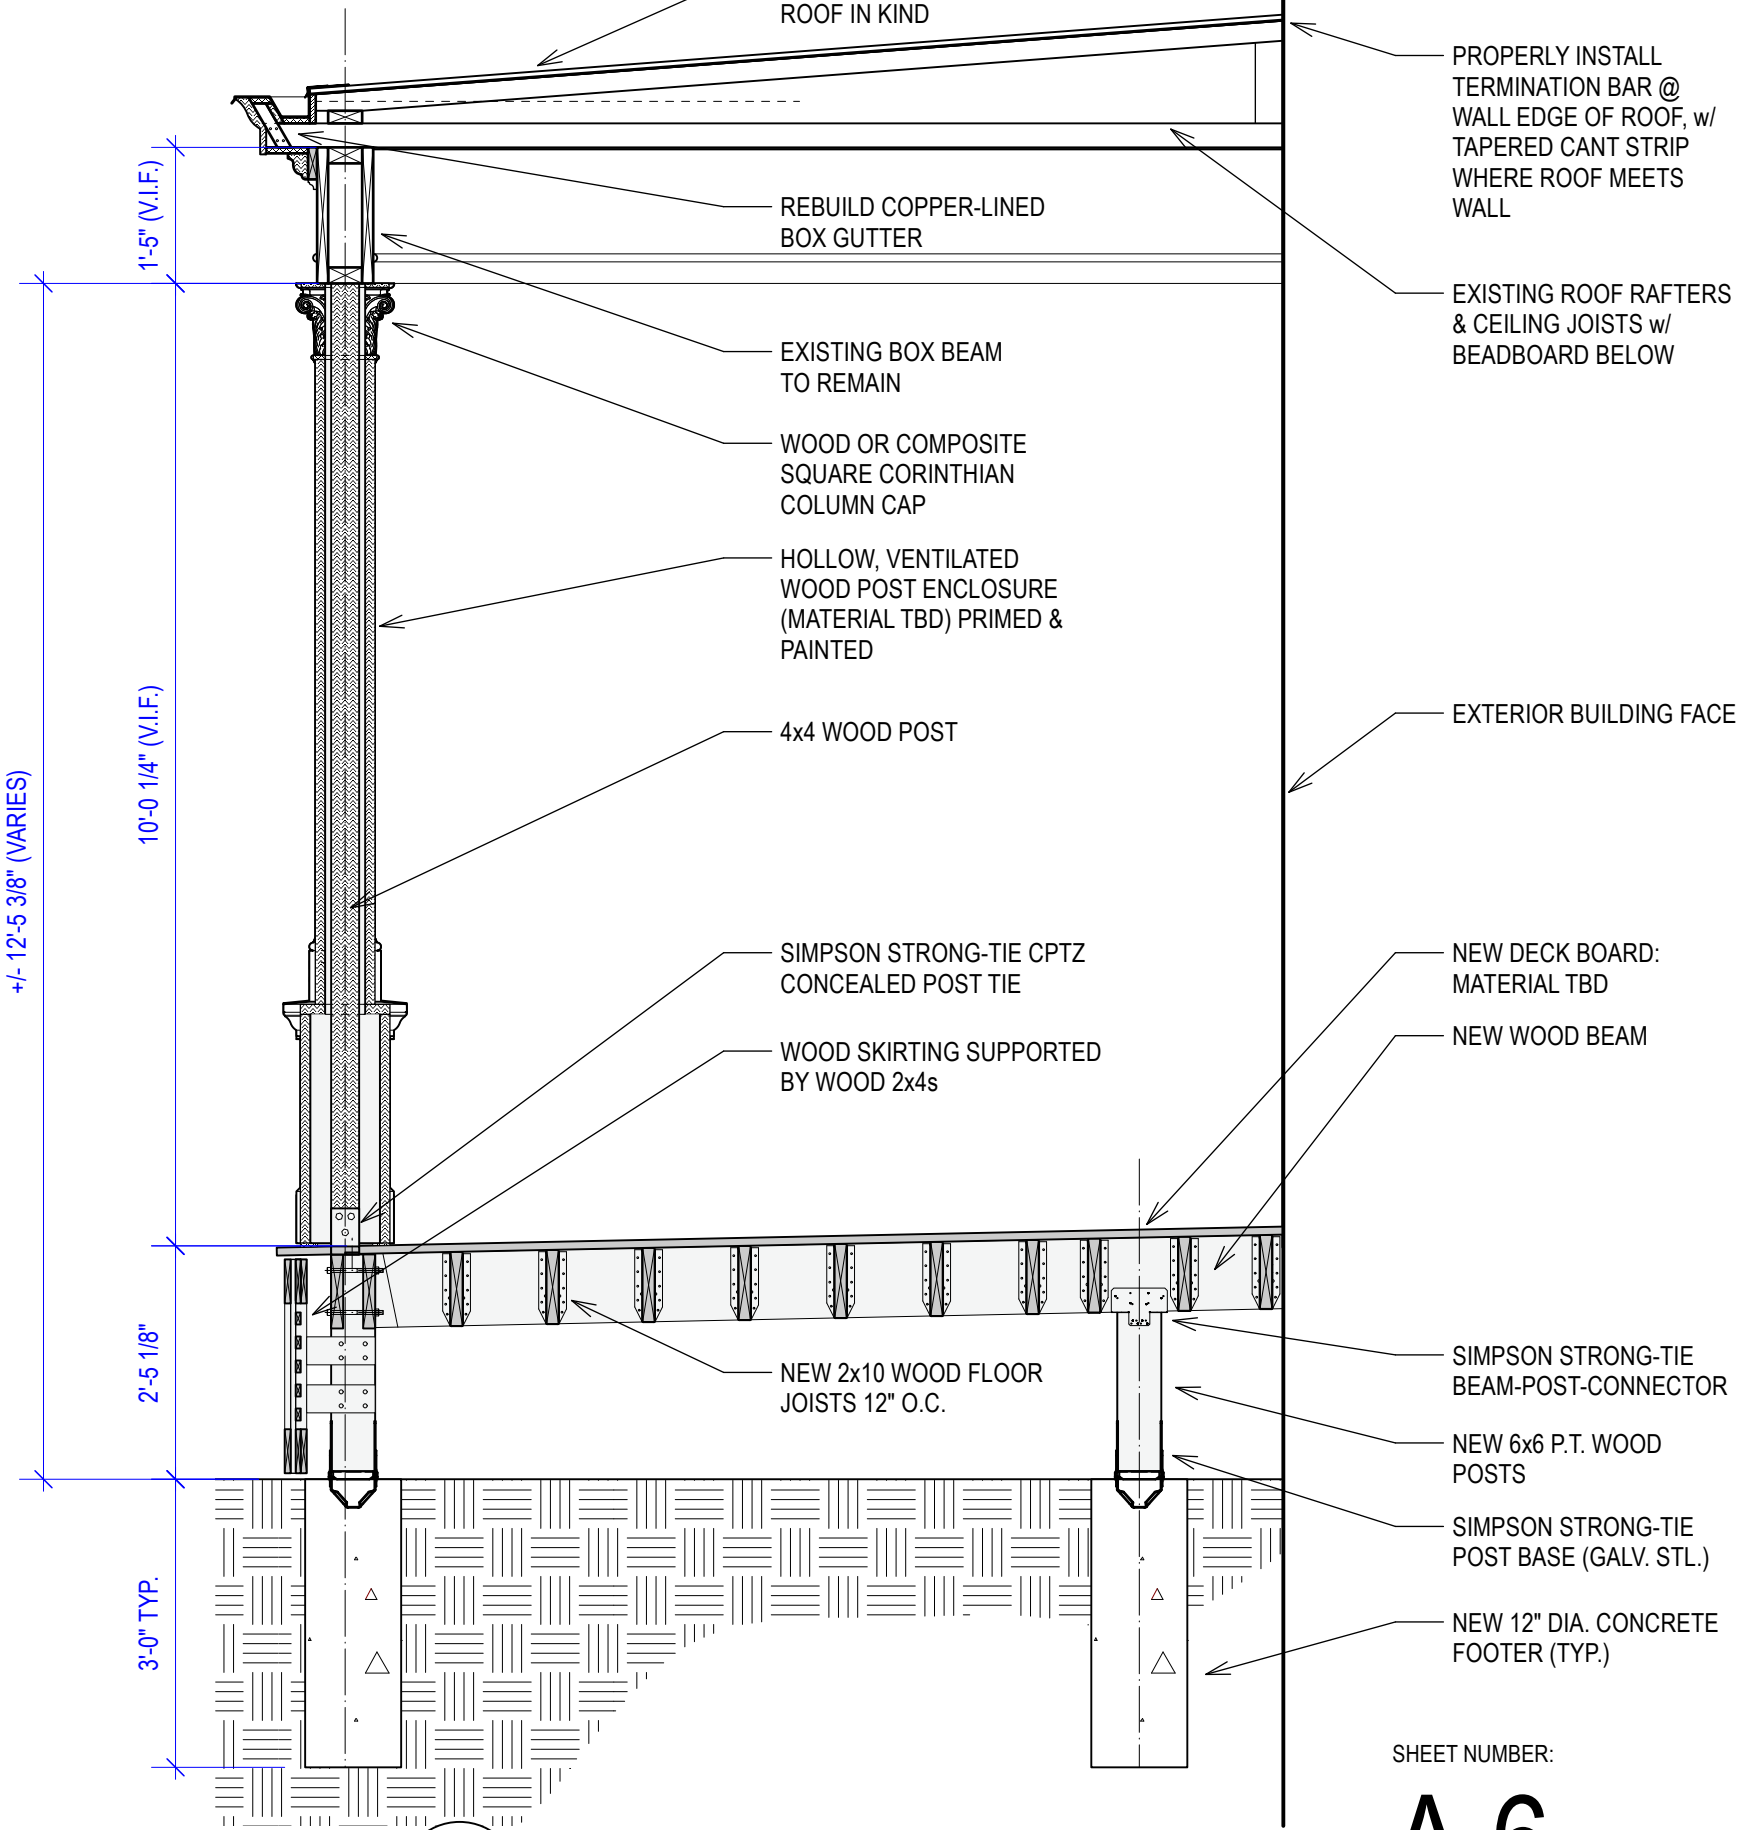 ROOF IN KIND
PROPERLY INSTALL
TERMINATION BAR @
WALL EDGE OF ROOF, w/
TAPERED CANT STRIP
WHERE ROOF MEETS
WALL
1'-5" (V.I.F.)
REBUILD COPPER-LINED
BOX GUTTER
EXISTING ROOF RAFTERS
& CEILING JOISTS w/
BEADBOARD BELOW
EXISTING BOX BEAM
TO REMAIN
WOOD OR COMPOSITE
SQUARE CORINTHIAN
COLUMN CAP
HOLLOW, VENTILATED
WOOD POST ENCLOSURE
(MATERIAL TBD) PRIMED &
PAINTED
4x4 WOOD POST
EXTERIOR BUILDING FACE
10'-0 1/4" (V.I.F.)
+/- 12'-5 3/8" (VARIES)
SIMPSON STRONG-TIE CPTZ
CONCEALED POST TIE
NEW DECK BOARD:
MATERIAL TBD
WOOD SKIRTING SUPPORTED
BY WOOD 2x4s
NEW WOOD BEAM
2'-5 1/8"
NEW 2x10 WOOD FLOOR
JOISTS 12" O.C.
SIMPSON STRONG-TIE
BEAM-POST-CONNECTOR
NEW 6x6 P.T. WOOD
POSTS
SIMPSON STRONG-TIE
POST BASE (GALV. STL.)
3'-0" TYP.
NEW 12" DIA. CONCRETE
FOOTER (TYP.)
SHEET NUMBER:
A 6